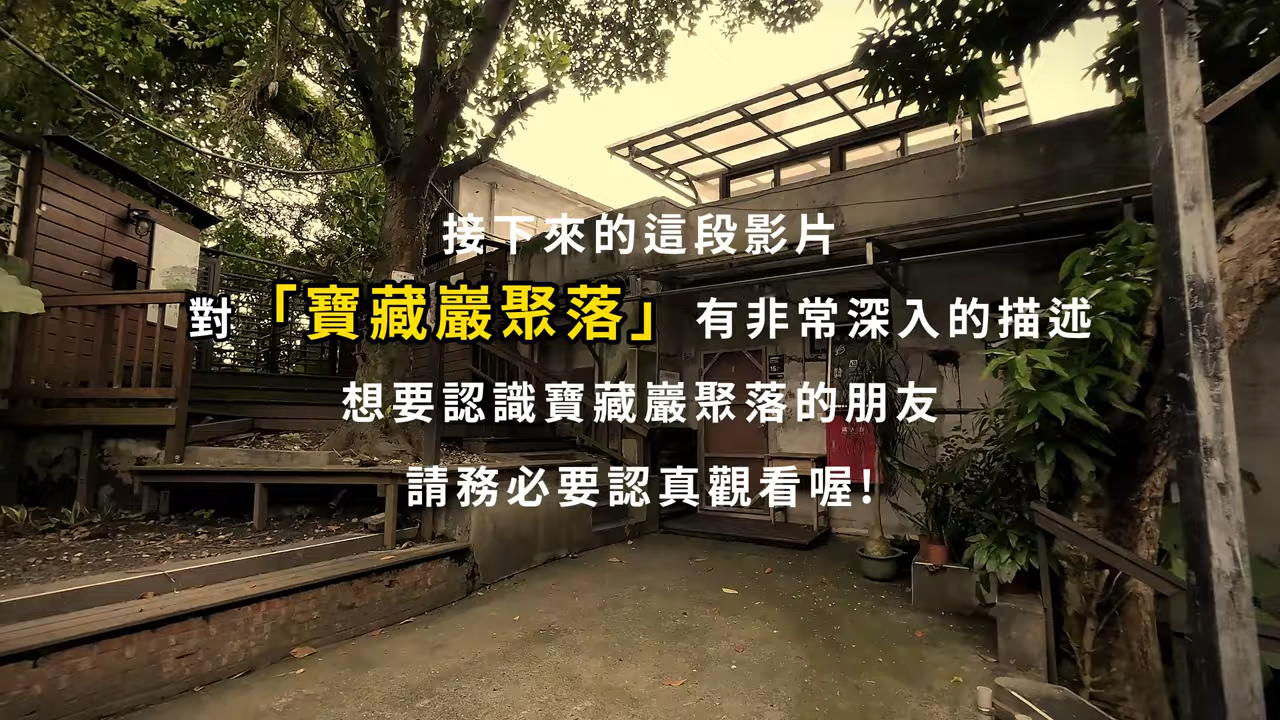 接下來的這段影片
對「寶藏巖聚落」有非常深入的描述
想要認識寶藏巖聚落的朋友
請務必要認真觀看喔!